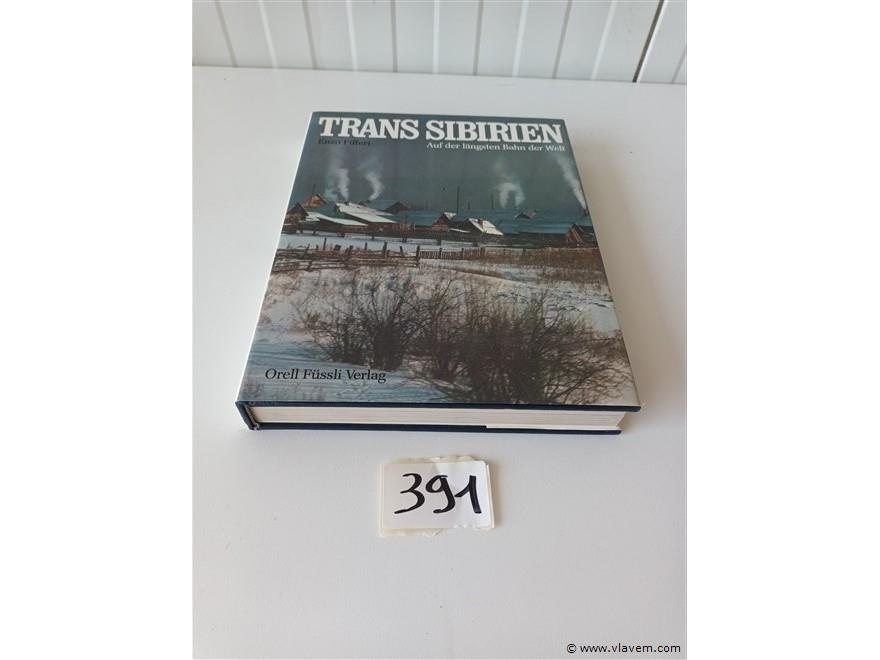 TRANS SIBIRIEN
Enzo Pifferi
Auf der längsten Bahn der Welt
Orell Füssli Verlag
391
© www.vlavem.com